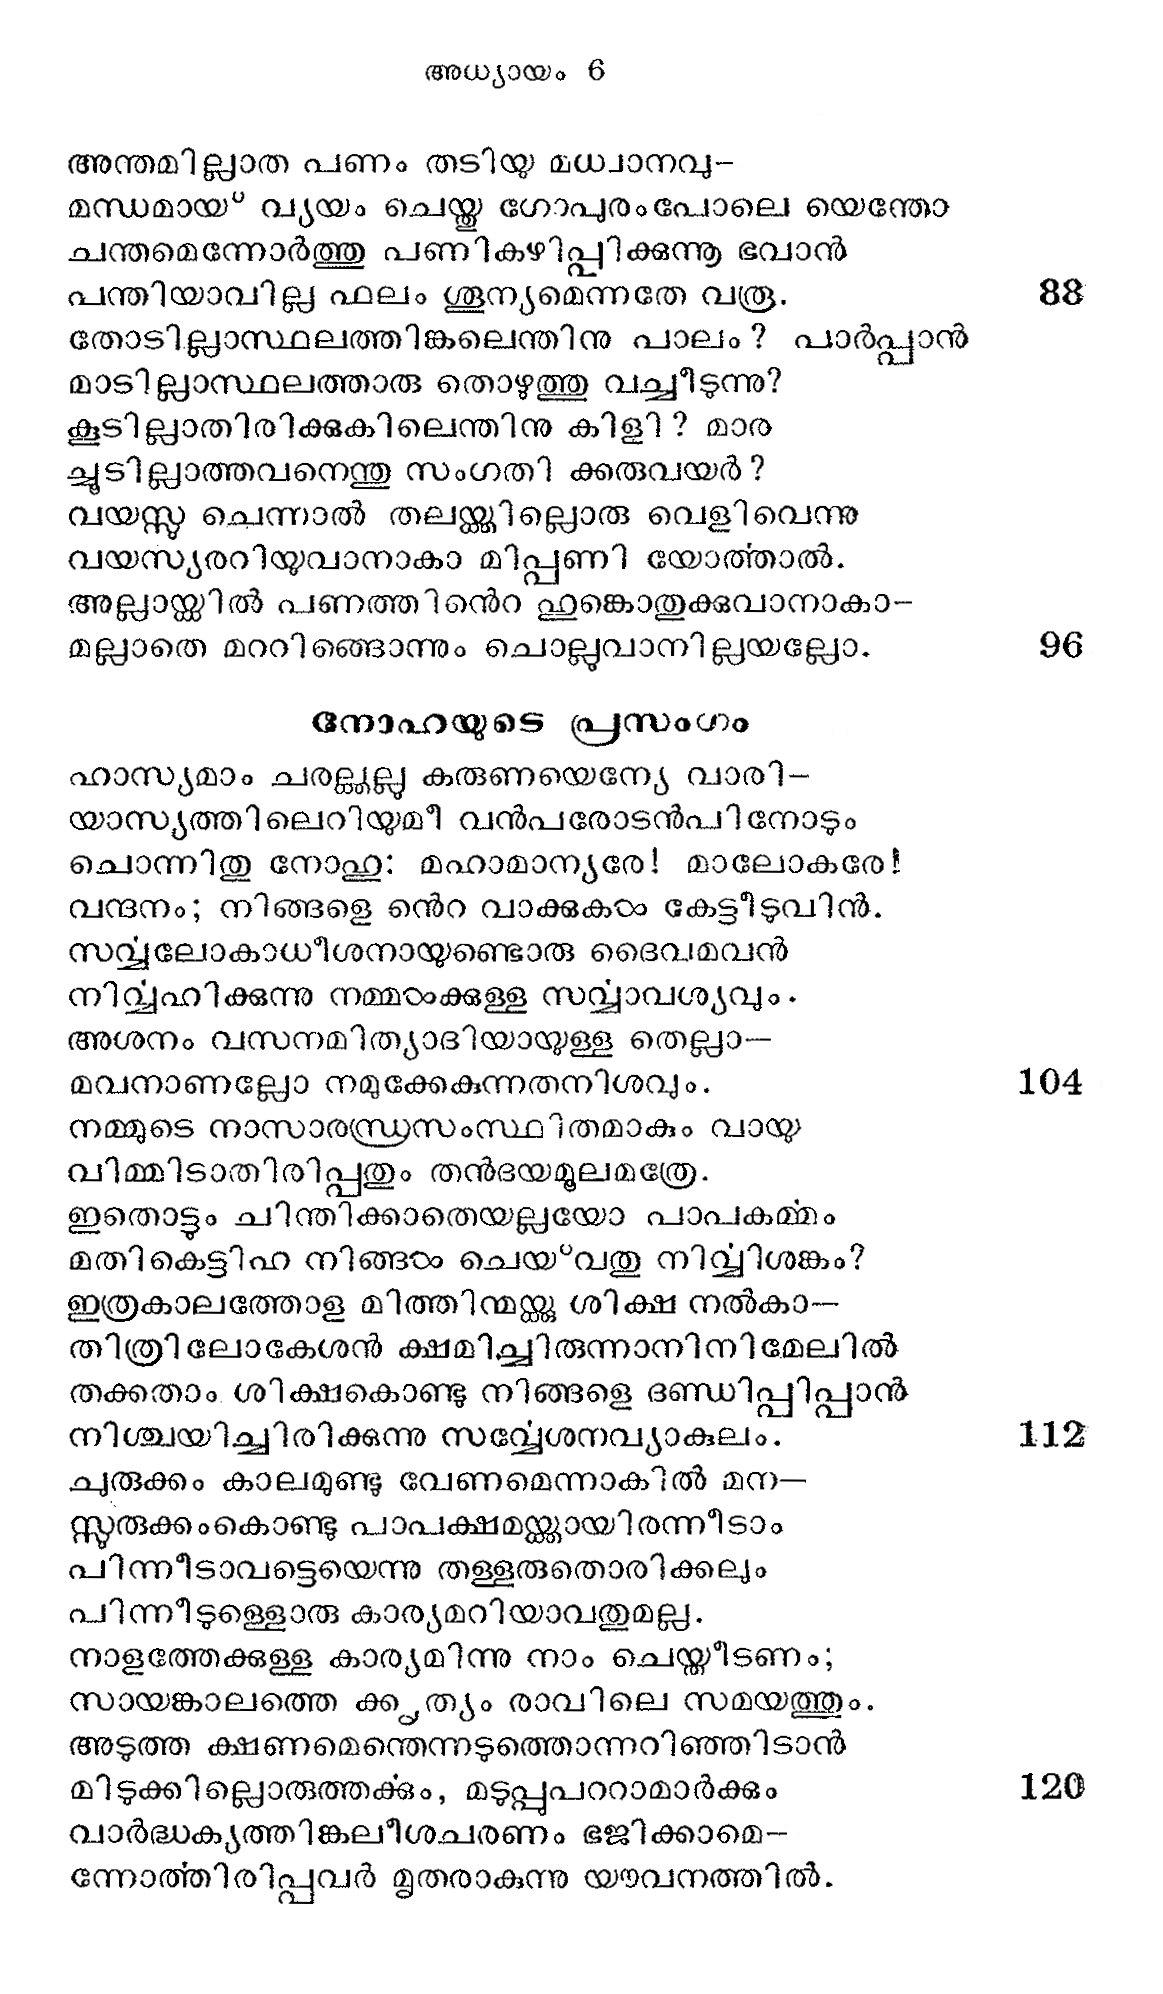 അധ്യായം 6
അന്തമില്ലാത പണം തടിയു മധ്വാനവു-
മന്ധമായ് വ്യയം ചെയ്തു ഗോപുരംപോലെ യെന്തോ
ചന്തമെന്നോർത്തു പണികഴിപ്പിക്കുന്നൂ ഭവാൻ
പന്തിയാവില്ല ഫലം ശൂന്യമെന്നതേ വരൂ. 88
തോടില്ലാസ്ഥലത്തിങ്കലെന്തിനു പാലം? പാർപ്പാൻ
മാടില്ലാസ്ഥലത്താരു തൊഴുത്തു വച്ചീടുന്നു?
കൂടില്ലാതിരിക്കുകിലെന്തിനു കിളി? മാര
ച്ചൂടില്ലാത്തവനെന്തു സംഗതി ക്കരുവയർ?
വയസ്സു ചെന്നാൽ തലയ്ക്കില്ലൊരു വെളിവെന്നു
വയസ്യരറിയുവാനാകാ മിപ്പണി യോർത്താൽ.
അല്ലായ്കിൽ പണത്തിൻെറ ഹുങ്കൊതുക്കുവാനാകാ-
മല്ലാതെ മററിങ്ങൊന്നും ചൊല്ലുവാനില്ലയല്ലോ. 96
നോഹയുടെ പ്രസംഗം
ഹാസ്യമാം ചരല്ക്കല്ലു കരുണയെന്യേ വാരി-
യാസ്യത്തിലെറിയുമീ വൻപരോടൻപിനോടും
ചൊന്നിതു നോഹ: മഹാമാന്യരേ! മാലോകരേ!
വന്ദനം; നിങ്ങളെ ൻെറ വാക്കുകൾ കേട്ടീടുവിൻ.
സർവ്വലോകാധീശനായുണ്ടൊരു ദൈവമവൻ
നിർവ്വഹിക്കുന്നു നമ്മൾക്കുള്ള സർവ്വാവശ്യവും.
അശനം വസനമിത്യാദിയായുള്ള തെല്ലാ-
മവനാണല്ലോ നമുക്കേകുന്നതനിശവും. 104
നമ്മുടെ നാസാരന്ധ്രസംസ്ഥിതമാകും വായു
വിമ്മിടാതിരിപ്പതും തൻദയമൂലമത്രേ.
ഇതൊട്ടും ചിന്തിക്കാതെയല്ലയോ പാപകർമ്മം
മതികെട്ടിഹ നിങ്ങൾ ചെയ്‌വതു നിർവ്വിശങ്കം?
ഇത്രകാലത്തോള മിത്തിന്മയ്ക്കു ശിക്ഷ നൽകാ-
തിത്രിലോകേശൻ ക്ഷമിച്ചിരുന്നാനിനിമേലിൽ
തക്കതാം ശിക്ഷകൊണ്ടു നിങ്ങളെ ദണ്ഡിപ്പിപ്പാൻ
നിശ്ചയിച്ചിരിക്കുന്നു സർവ്വേശനവ്യാകുലം. 112
ചുരുക്കം കാലമുണ്ടു വേണമെന്നാകിൽ മന-
സ്സുരുക്കംകൊണ്ടു പാപക്ഷമയ്ക്കായിരന്നീടാം
പിന്നീടാവട്ടെയെന്നു തള്ളരുതൊരിക്കലും
പിന്നീടുള്ളൊരു കാര്യമറിയാവതുമല്ല.
നാളത്തേക്കുള്ള കാര്യമിന്നു നാം ചെയ്തീടണം;
സായങ്കാലത്തെ ക്കൃത്യം രാവിലെ സമയത്തും.
അടുത്ത ക്ഷണമെന്തെന്നടുത്തൊന്നറിഞ്ഞിടാൻ
മിടുക്കില്ലൊരുത്തർക്കും, മടുപ്പുപററാമാർക്കും 120
വാർദ്ധക്യത്തിങ്കലീശചരണം ഭജിക്കാമെ-
ന്നോർത്തിരിപ്പവർ മൃതരാകുന്നു യൗവനത്തിൽ.